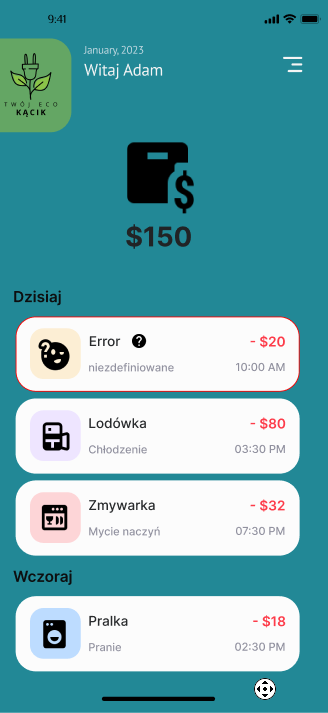 9:41
January, 2023
Witaj Adam
TWÓJ ECO
KĄCIK
$
$150
Dzisiaj
Error ? - $20
niezdefiniowane 10:00 AM
Lodówka - $80
Chłodzenie 03:30 PM
Zmywarka - $32
Mycie naczyń 07:30 PM
Wczoraj
Pralka - $18
Pranie 02:30 PM